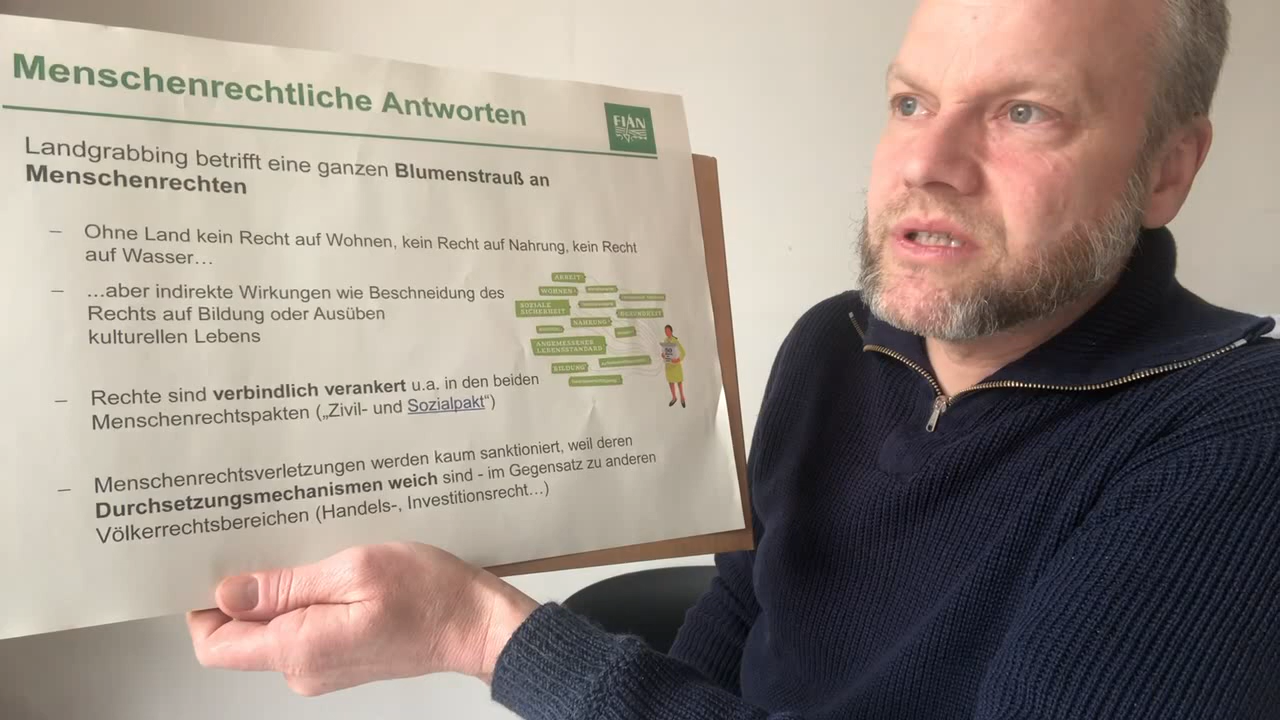 Menschenrechtliche Antworten
FIAN
Landgrabbing betrifft eine ganzen Blumenstrauß an
Menschenrechten
– Ohne Land kein Recht auf Wohnen, kein Recht auf Nahrung, kein Recht
auf Wasser…
– ...aber indirekte Wirkungen wie Beschneidung des
Rechts auf Bildung oder Ausüben
kulturellen Lebens
ARBEIT
WOHNEN
SOZIALE
SICHERHEIT
GESUNDHEIT
NAHRUNG
ANGEMESSENER
LEBENSSTANDARD
BILDUNG
– Rechte sind verbindlich verankert u.a. in den beiden
Menschenrechtspakten („Zivil- und Sozialpakt“)
– Menschenrechtsverletzungen werden kaum sanktioniert, weil deren
Durchsetzungsmechanismen weich sind - im Gegensatz zu anderen
Völkerrechtsbereichen (Handels-, Investitionsrecht…)